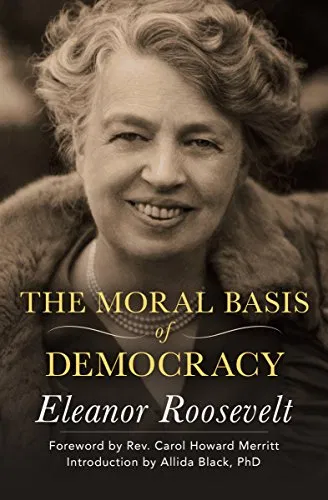 THE MORAL BASIS
of
DEMOCRACY
Eleanor Roosevelt
Foreword by Rev. Carol Howard Merritt
Introduction by Allida Black, PhD